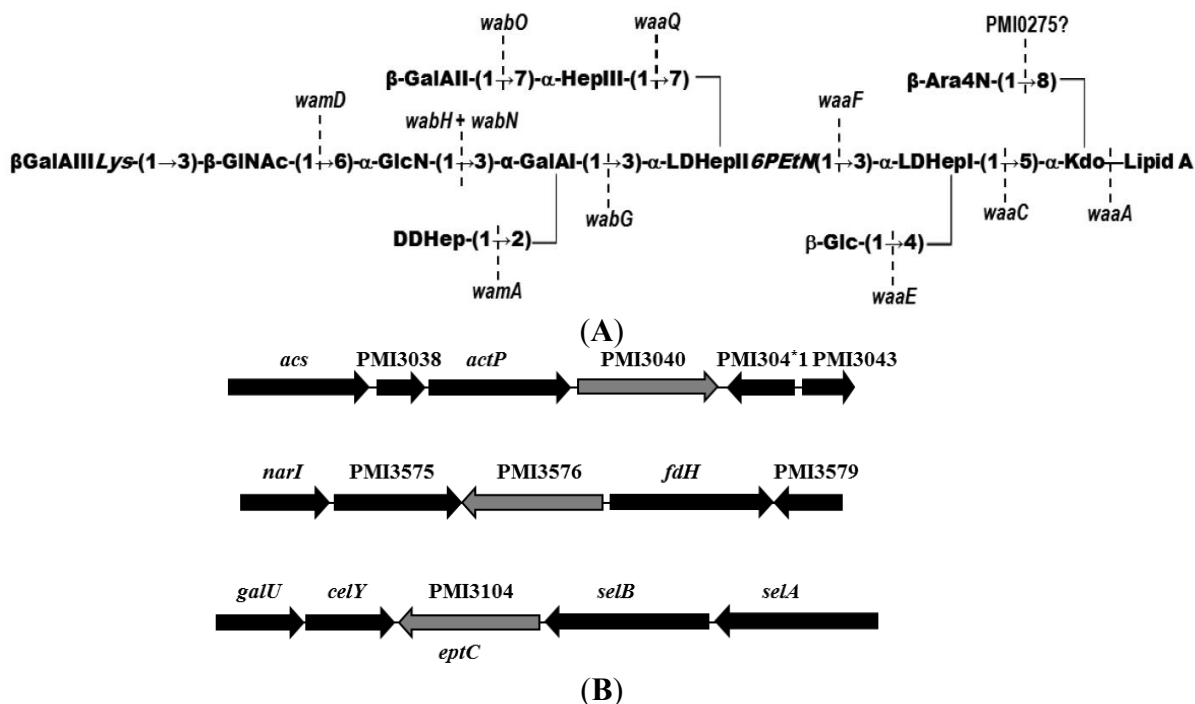 wabO waaQ PMI0275?
β-GalAII-(1→7)-α-HepIII-(1→7) β-Ara4N-(1→8)
wamD wabH + wabN waaF
βGalAIIILys-(1→3)-β-GlNAc-(1→6)-α-GlcN-(1→3)-α-GalAI-(1→3)-α-LDHepII6PEtN(1→3)-α-LDHepI-(1→5)-α-Kdo—Lipid A
wabG waaC waaA
DDHep-(1→2) β-Glc-(1→4)
wamA waaE
(A)
acs PMI3038 actP PMI3040 PMI304*1 PMI3043
narI PMI3575 PMI3576 fdH PMI3579
galU celY PMI3104 selB selA
eptC
(B)